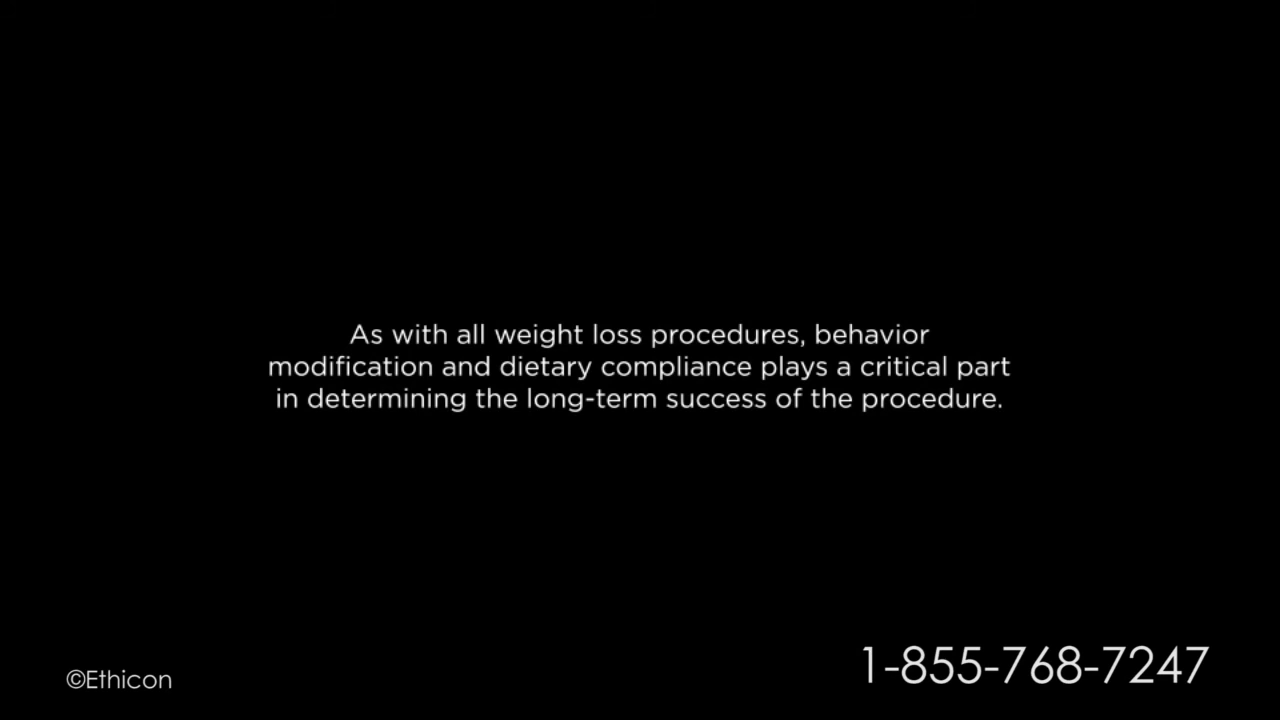 As with all weight loss procedures, behavior
modification and dietary compliance plays a critical part
in determining the long-term success of the procedure.
©Ethicon
1-855-768-7247